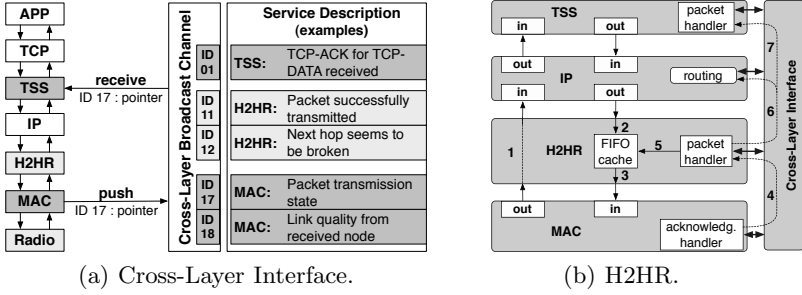 APP
TCP
TSS
IP
H2HR
MAC
Radio
receive
ID 17 : pointer
push
ID 17 : pointer
Cross-Layer Broadcast Channel
Service Description
(examples)
ID
01
TSS: TCP-ACK for TCP-
DATA received
ID
11
H2HR: Packet successfully
transmitted
ID
12
H2HR: Next hop seems to
be broken
ID
17
MAC: Packet transmission
state
ID
18
MAC: Link quality from
received node
(a) Cross-Layer Interface.
TSS
packet
handler
in
out
7
IP
out
in
routing
in
out
6
H2HR
1
2
FIFO
cache
5
packet
handler
3
4
out
in
MAC
acknowledg.
handler
Cross-Layer Interface
(b) H2HR.